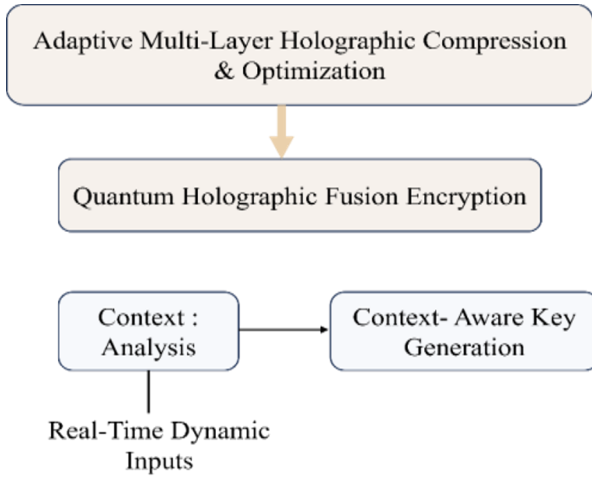 Adaptive Multi-Layer Holographic Compression
& Optimization
Quantum Holographic Fusion Encryption
Context :
Analysis
Context- Aware Key
Generation
Real-Time Dynamic
Inputs